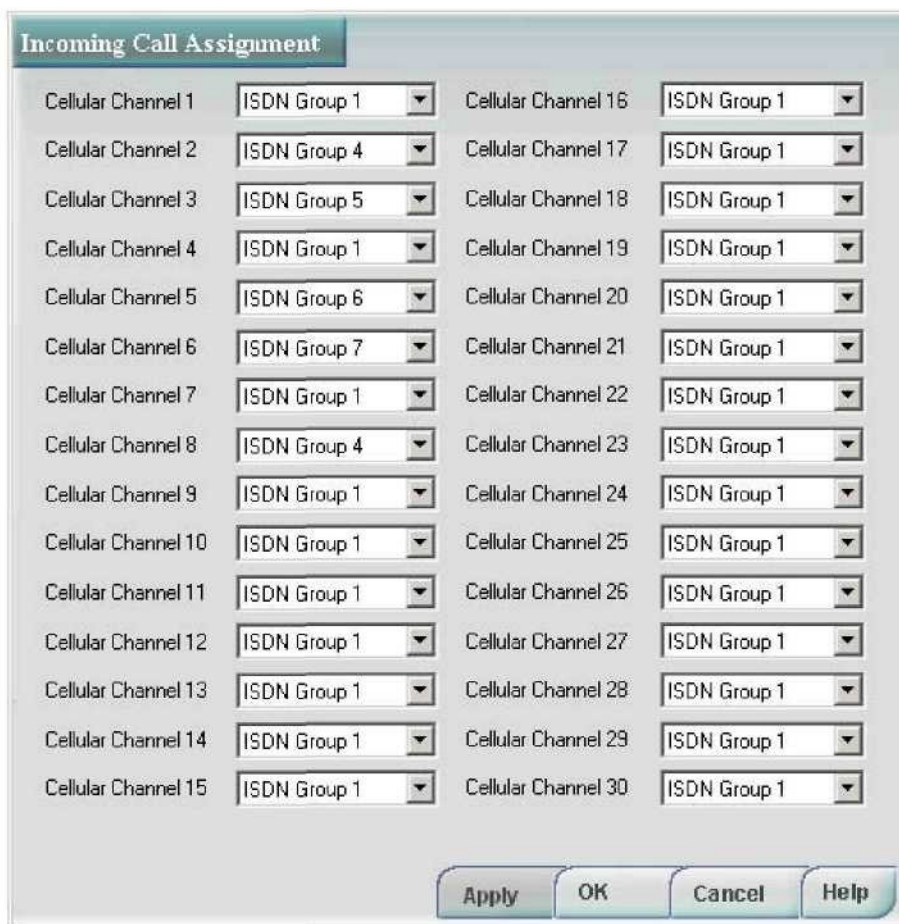 Incoming Call Assignment
Cellular Channel 1 ISDN Group 1 Cellular Channel 16 ISDN Group 1
Cellular Channel 2 ISDN Group 4 Cellular Channel 17 ISDN Group 1
Cellular Channel 3 ISDN Group 5 Cellular Channel 18 ISDN Group 1
Cellular Channel 4 ISDN Group 1 Cellular Channel 19 ISDN Group 1
Cellular Channel 5 ISDN Group 6 Cellular Channel 20 ISDN Group 1
Cellular Channel 6 ISDN Group 7 Cellular Channel 21 ISDN Group 1
Cellular Channel 7 ISDN Group 1 Cellular Channel 22 ISDN Group 1
Cellular Channel 8 ISDN Group 4 Cellular Channel 23 ISDN Group 1
Cellular Channel 9 ISDN Group 1 Cellular Channel 24 ISDN Group 1
Cellular Channel 10 ISDN Group 1 Cellular Channel 25 ISDN Group 1
Cellular Channel 11 ISDN Group 1 Cellular Channel 26 ISDN Group 1
Cellular Channel 12 ISDN Group 1 Cellular Channel 27 ISDN Group 1
Cellular Channel 13 ISDN Group 1 Cellular Channel 28 ISDN Group 1
Cellular Channel 14 ISDN Group 1 Cellular Channel 29 ISDN Group 1
Cellular Channel 15 ISDN Group 1 Cellular Channel 30 ISDN Group 1
Apply OK Cancel Help